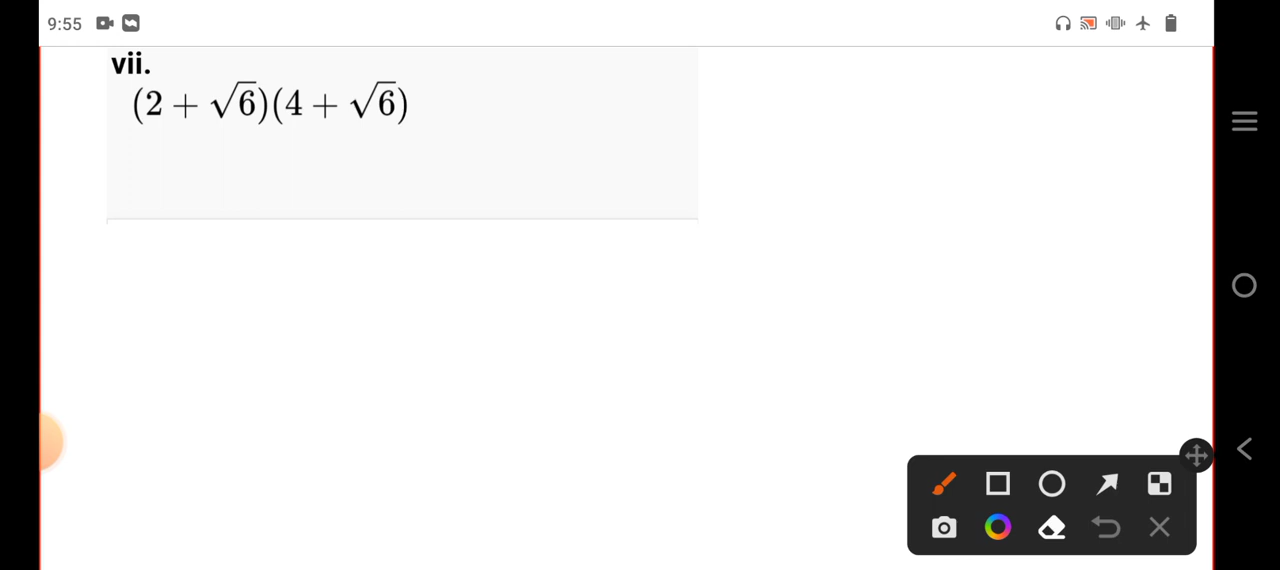 9:55
vii.
(2 + √6)(4 + √6)